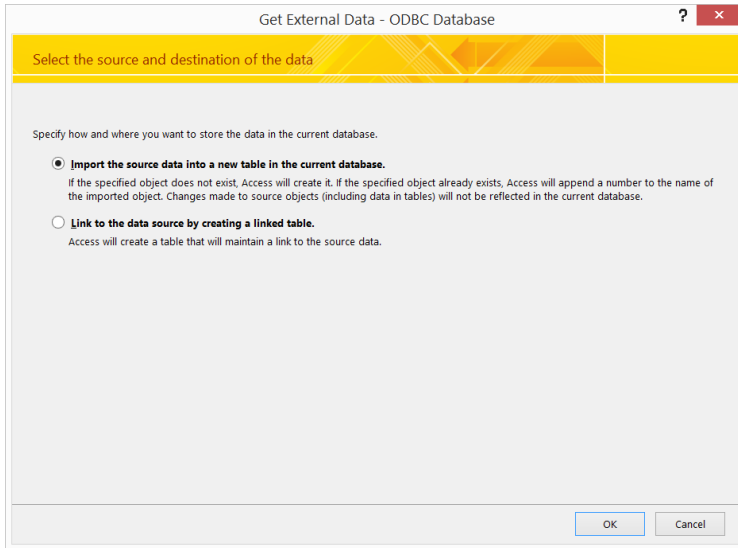 Get External Data - ODBC Database
?
Select the source and destination of the data
Specify how and where you want to store the data in the current database.
Import the source data into a new table in the current database.
If the specified object does not exist, Access will create it. If the specified object already exists, Access will append a number to the name of
the imported object. Changes made to source objects (including data in tables) will not be reflected in the current database.
Link to the data source by creating a linked table.
Access will create a table that will maintain a link to the source data.
OK
Cancel